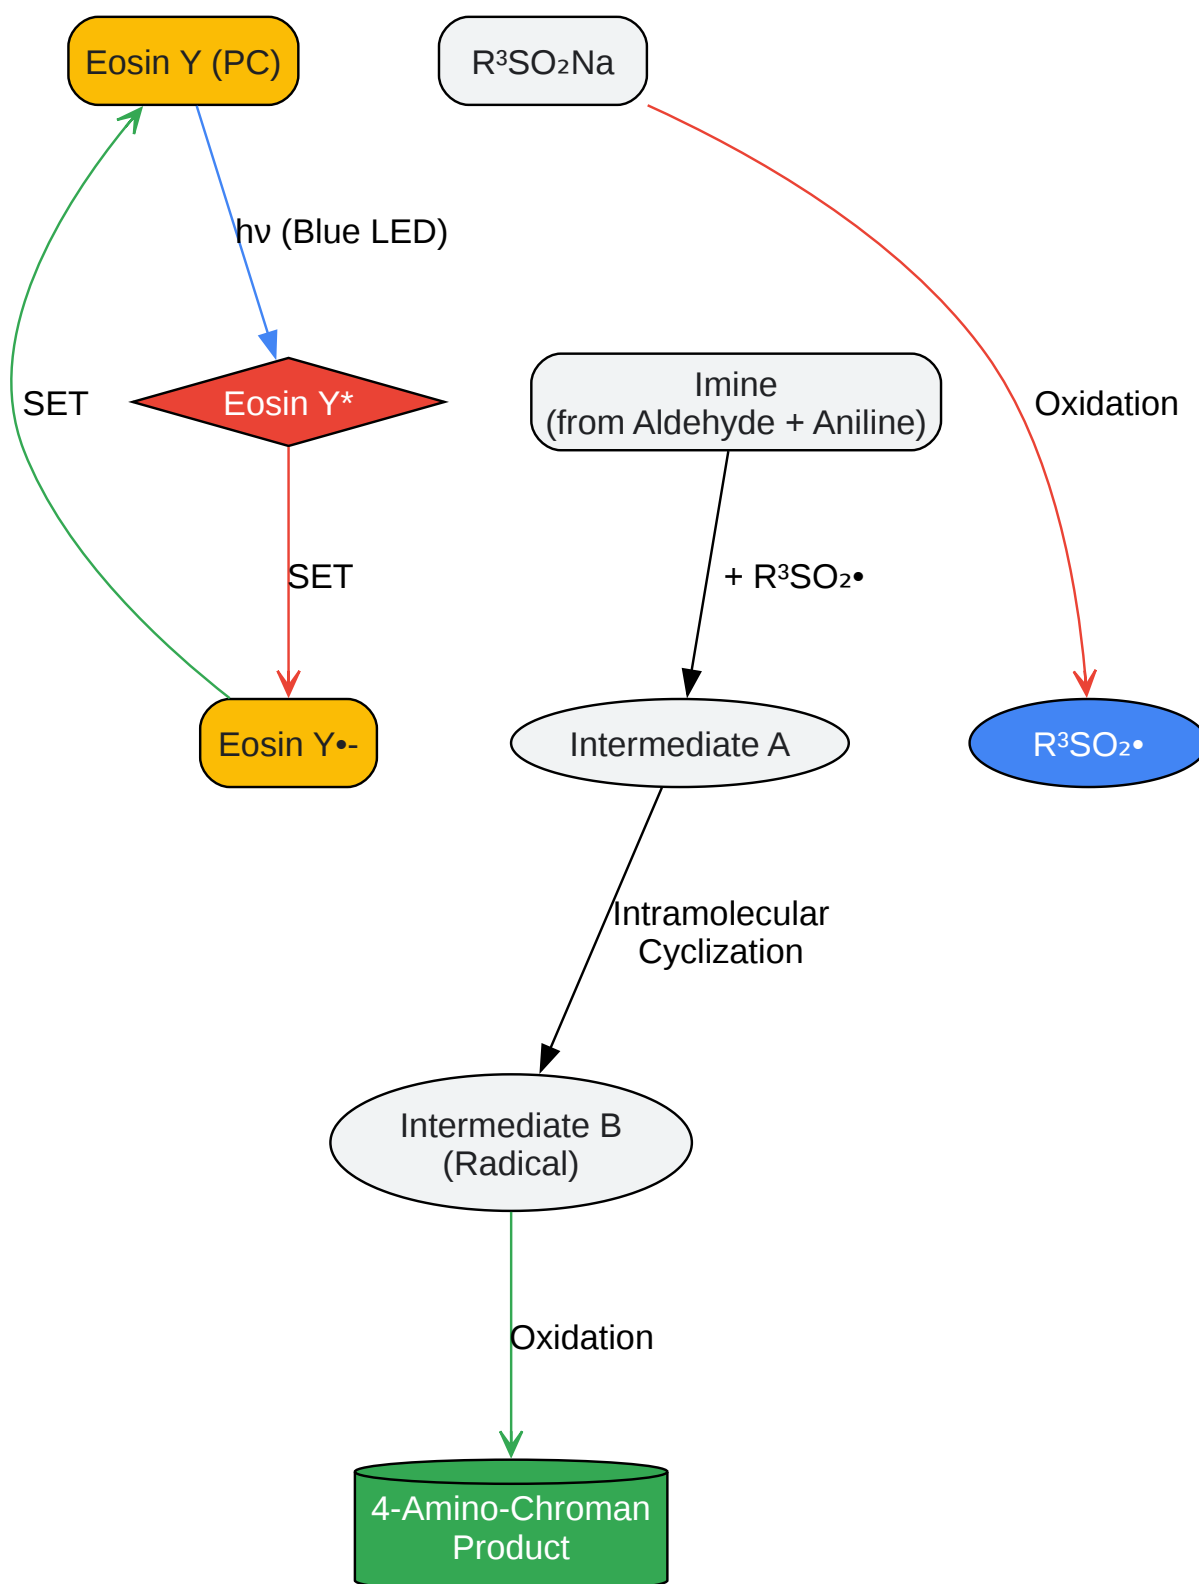 Eosin Y (PC)
R³SO₂Na
hν (Blue LED)
SET
Eosin Y*
Imine
(from Aldehyde + Aniline)
Oxidation
SET
+ R³SO₂•
Eosin Y•-
Intermediate A
R³SO₂•
Intramolecular
Cyclization
Intermediate B
(Radical)
Oxidation
4-Amino-Chroman
Product